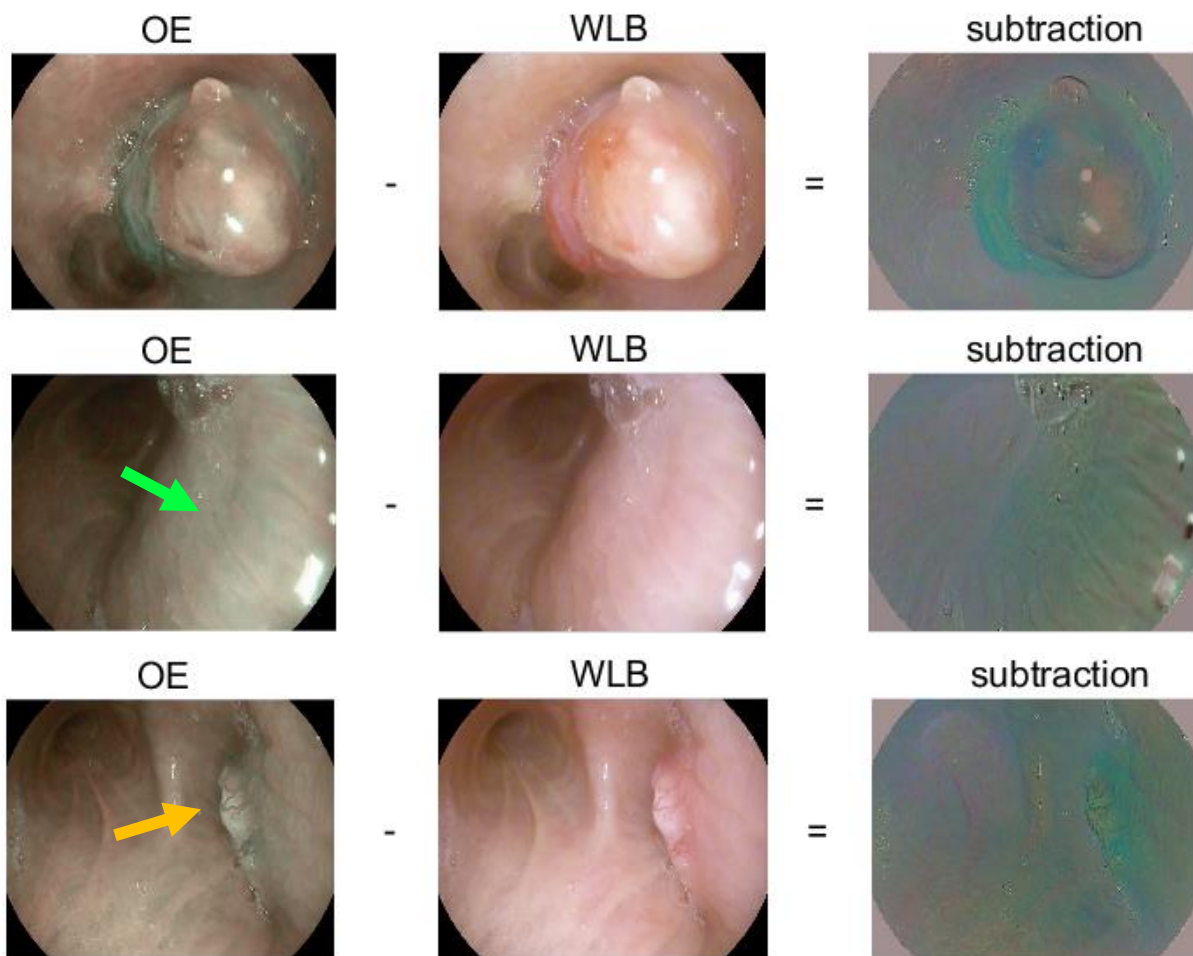 OE WLB subtraction
- =
OE WLB subtraction
- =
OE WLB subtraction
- =